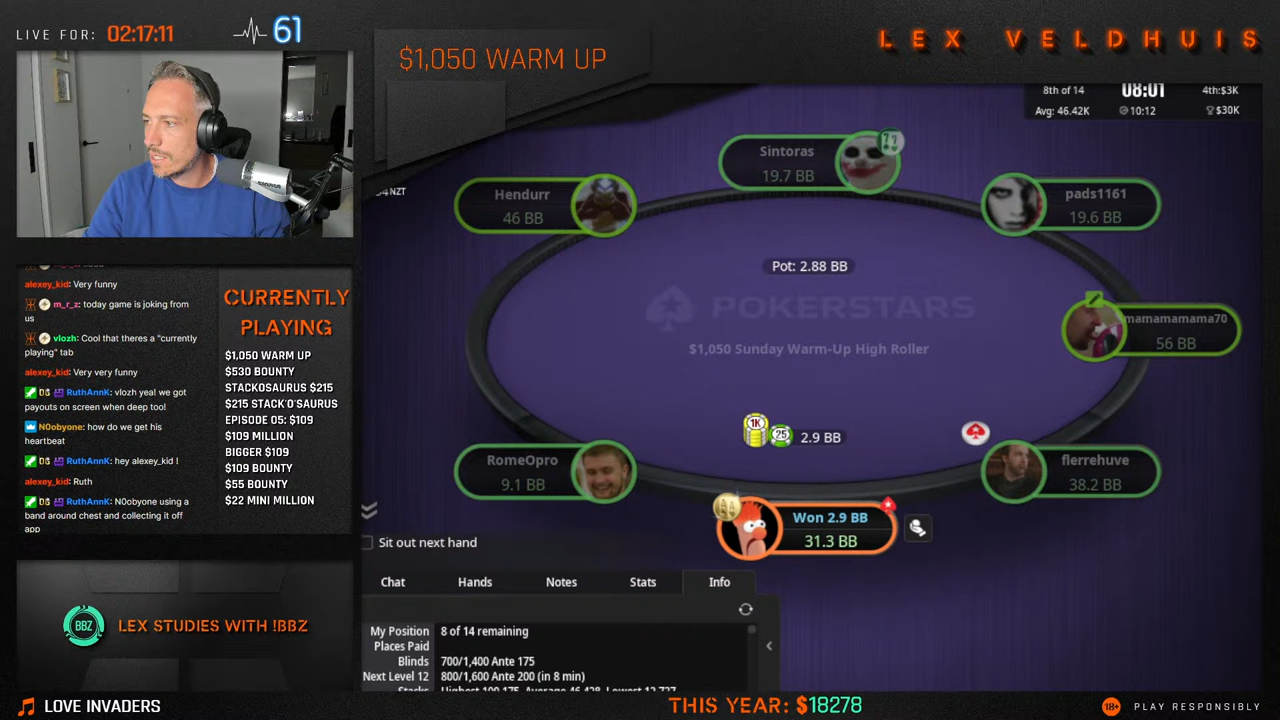 LIVE FOR: 02:17:11 61
$1,050 WARM UP
LEX VELDHUIS
8th of 14 08:01 4th:$3K
Avg: 46.42K 10:12 $30K
Sintoras
19.7 BB
Hendurr
46 BB
pads1161
19.6 BB
Pot: 2.88 BB
POKERSTARS
$1,050 Sunday Warm-Up High Roller
mamamamama70
56 BB
1K 25 2.9 BB
RomeOpro
9.1 BB
fierrehuve
38.2 BB
Won 2.9 BB
31.3 BB
Sit out next hand
Chat Hands Notes Stats Info
My Position 8 of 14 remaining
Places Paid
Blinds 700/1,400 Ante 175
Next Level 12 800/1,600 Ante 200 (in 8 min)
alexey_kid: Very funny
m_r_z: today game is joking from
us
vlozh: Cool that theres a "currently
playing" tab
alexey_kid: Very very funny
RuthAnnK: vlozh yeal we got
payouts on screen when deep too!
N0obyone: how do we get his
heartbeat
RuthAnnK: hey alexey_kid !
alexey_kid: Ruth
RuthAnnK: N0obyone using a
band around chest and collecting it off
app
CURRENTLY
PLAYING
$1,050 WARM UP
$530 BOUNTY
STACKOSAURUS $215
$215 STACK'O'SAURUS
EPISODE 05: $109
$109 MILLION
BIGGER $109
$109 BOUNTY
$55 BOUNTY
$22 MINI MILLION
BBZ LEX STUDIES WITH !BBZ
LOVE INVADERS
THIS YEAR: $18278
18+ PLAY RESPONSIBLY